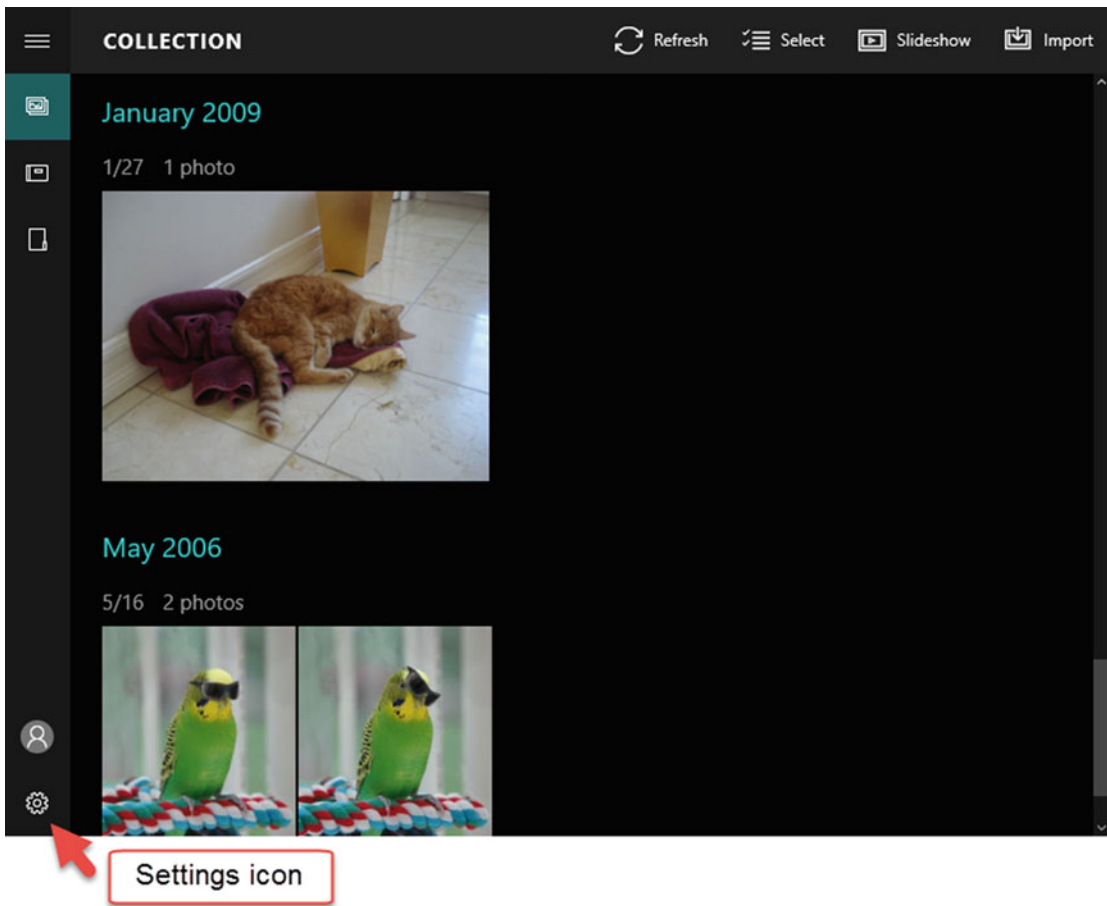 COLLECTION Refresh Select Slideshow Import
January 2009
1/27 1 photo
May 2006
5/16 2 photos
Settings icon